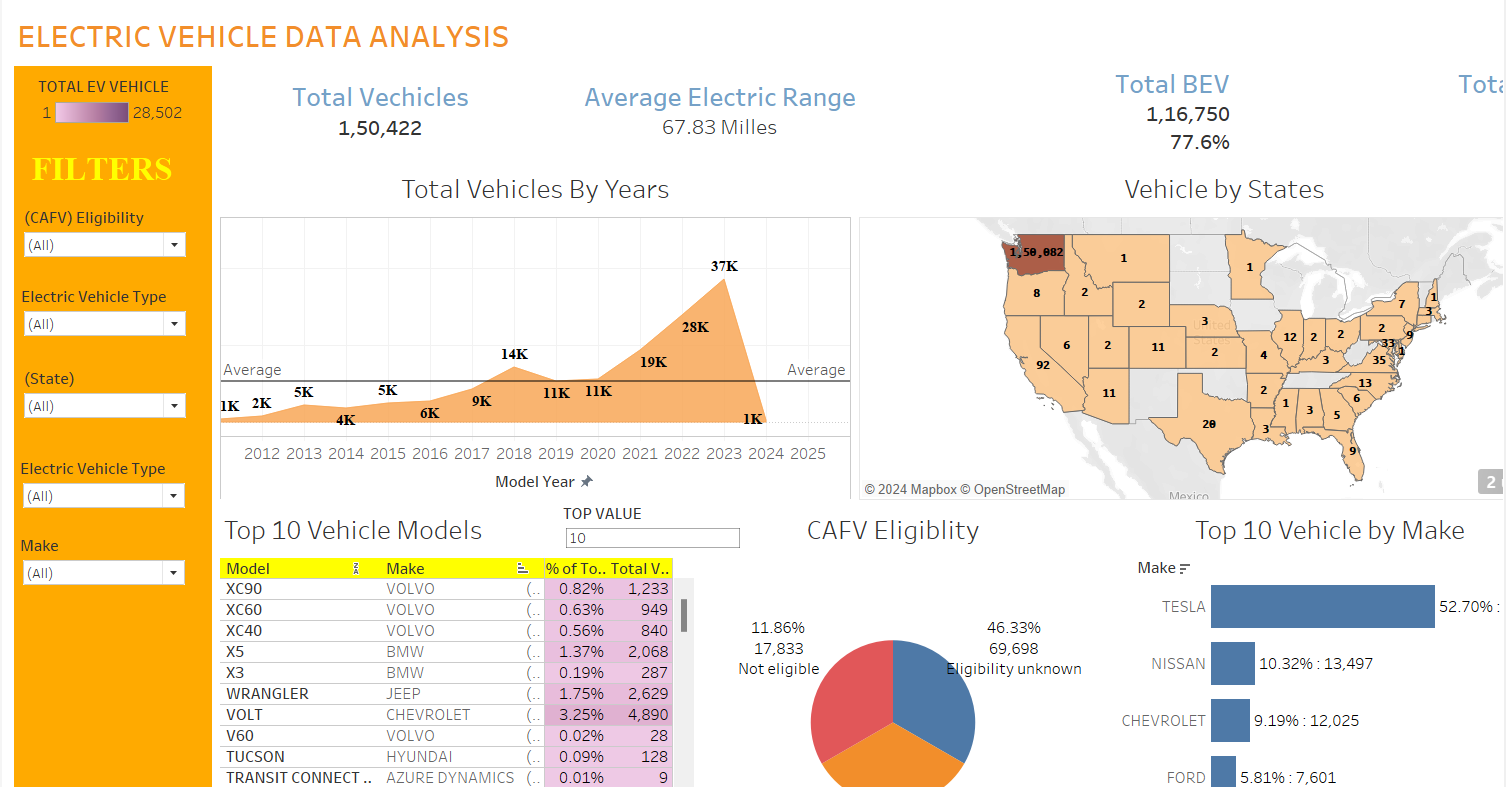 ELECTRIC VEHICLE DATA ANALYSIS
TOTAL EV VEHICLE
1 28,502
FILTERS
(CAFV) Eligibility
(All)
Electric Vehicle Type
(All)
(State)
(All)
Electric Vehicle Type
(All)
Make
(All)
Total Vechicles
1,50,422
Average Electric Range
67.83 Milles
Total BEV
1,16,750
77.6%
Tota
Total Vehicles By Years
37K
28K
19K
14K
Average Average
1K 2K 5K 4K 5K 6K 9K 11K 11K 1K
2012 2013 2014 2015 2016 2017 2018 2019 2020 2021 2022 2023 2024 2025
Model Year
Vehicle by States
1,50,082 1 1
8 2 2 3 7 1 3
92 6 2 11 2 4 12 2 2 2 9 33 1
3 35
11 2 13
20 3 1 3 5 6
9
© 2024 Mapbox © OpenStreetMap
United States
Mexico
2
Top 10 Vehicle Models
TOP VALUE
10
Model Make % of To.. Total V..
XC90 VOLVO (.. 0.82% 1,233
XC60 VOLVO (.. 0.63% 949
XC40 VOLVO (.. 0.56% 840
X5 BMW (.. 1.37% 2,068
X3 BMW (.. 0.19% 287
WRANGLER JEEP (.. 1.75% 2,629
VOLT CHEVROLET (.. 3.25% 4,890
V60 VOLVO (.. 0.02% 28
TUCSON HYUNDAI (.. 0.09% 128
TRANSIT CONNECT .. AZURE DYNAMICS (.. 0.01% 9
CAFV Eligiblity
11.86%
17,833
Not eligible
46.33%
69,698
Eligibility unknown
Top 10 Vehicle by Make
Make
TESLA 52.70% :
NISSAN 10.32% : 13,497
CHEVROLET 9.19% : 12,025
FORD 5.81% : 7,601